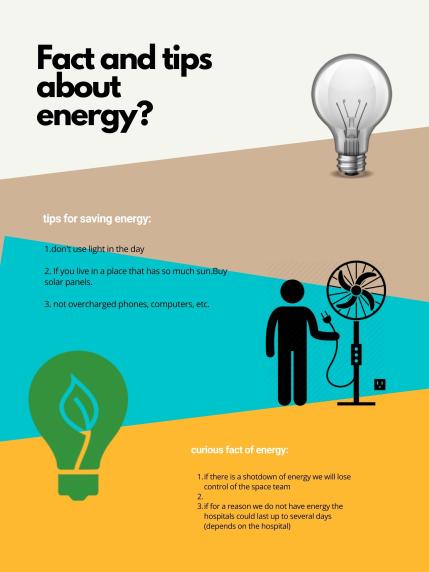 Fact and tips
about
energy?
tips for saving energy:
1.don't use light in the day
2. If you live in a place that has so much sun.Buy
solar panels.
3. not overcharged phones, computers, etc.
curious fact of energy:
1.if there is a shotdown of energy we will lose
control of the space team
2.
3.if for a reason we do not have energy the
hospitals could last up to several days
(depends on the hospital)